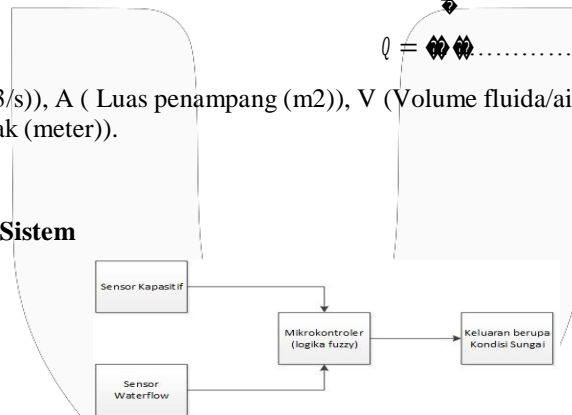 Q =
/s)), A ( Luas penampang (m2)), V (Volume fluida/ai
ak (meter)).
Sistem
Sensor Kapasitif
Mikrokontroler
(logika fuzzy)
Keluaran berupa
Kondisi Sungai
Sensor
Waterflow